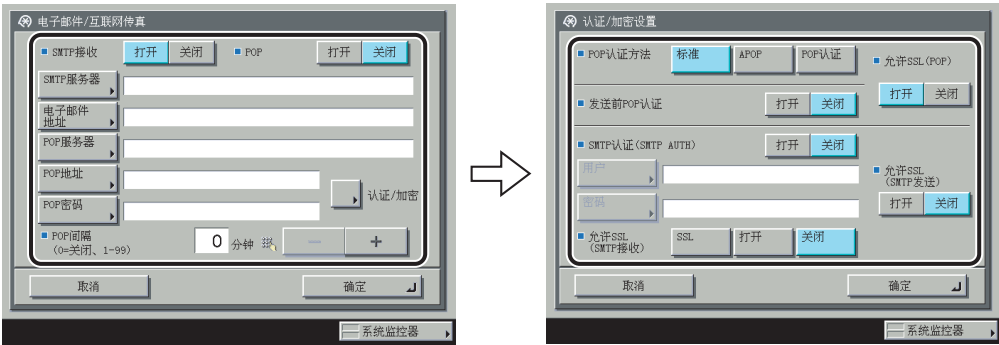 电子邮件/互联网传真
SMTP接收 打开 关闭 POP 打开 关闭
SMTP服务器
电子邮件
地址
POP服务器
POP地址
POP密码
认证/加密
POP间隔
(0=关闭、1-99)
0 分钟 − +
取消 确定
系统监控器
认证/加密设置
POP认证方法 标准 APOP POP认证
允许SSL(POP)
打开 关闭
发送前POP认证 打开 关闭
SMTP认证(SMTP AUTH) 打开 关闭
用户
密码
允许SSL
(SMTP发送)
打开 关闭
允许SSL
(SMTP接收)
SSL 打开 关闭
取消 确定
系统监控器